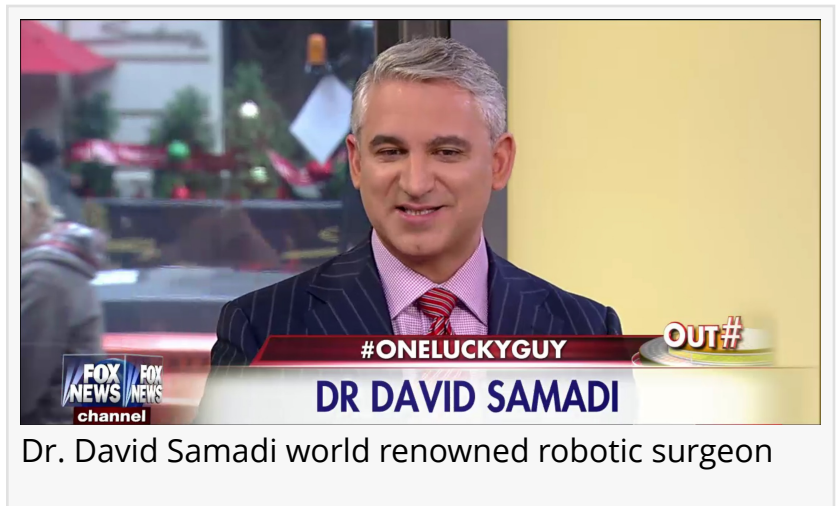 #ONELUCKYGUY
OUT#
FOX
NEWS
FOX
NEWS
channel
DR DAVID SAMADI
Dr. David Samadi world renowned robotic surgeon